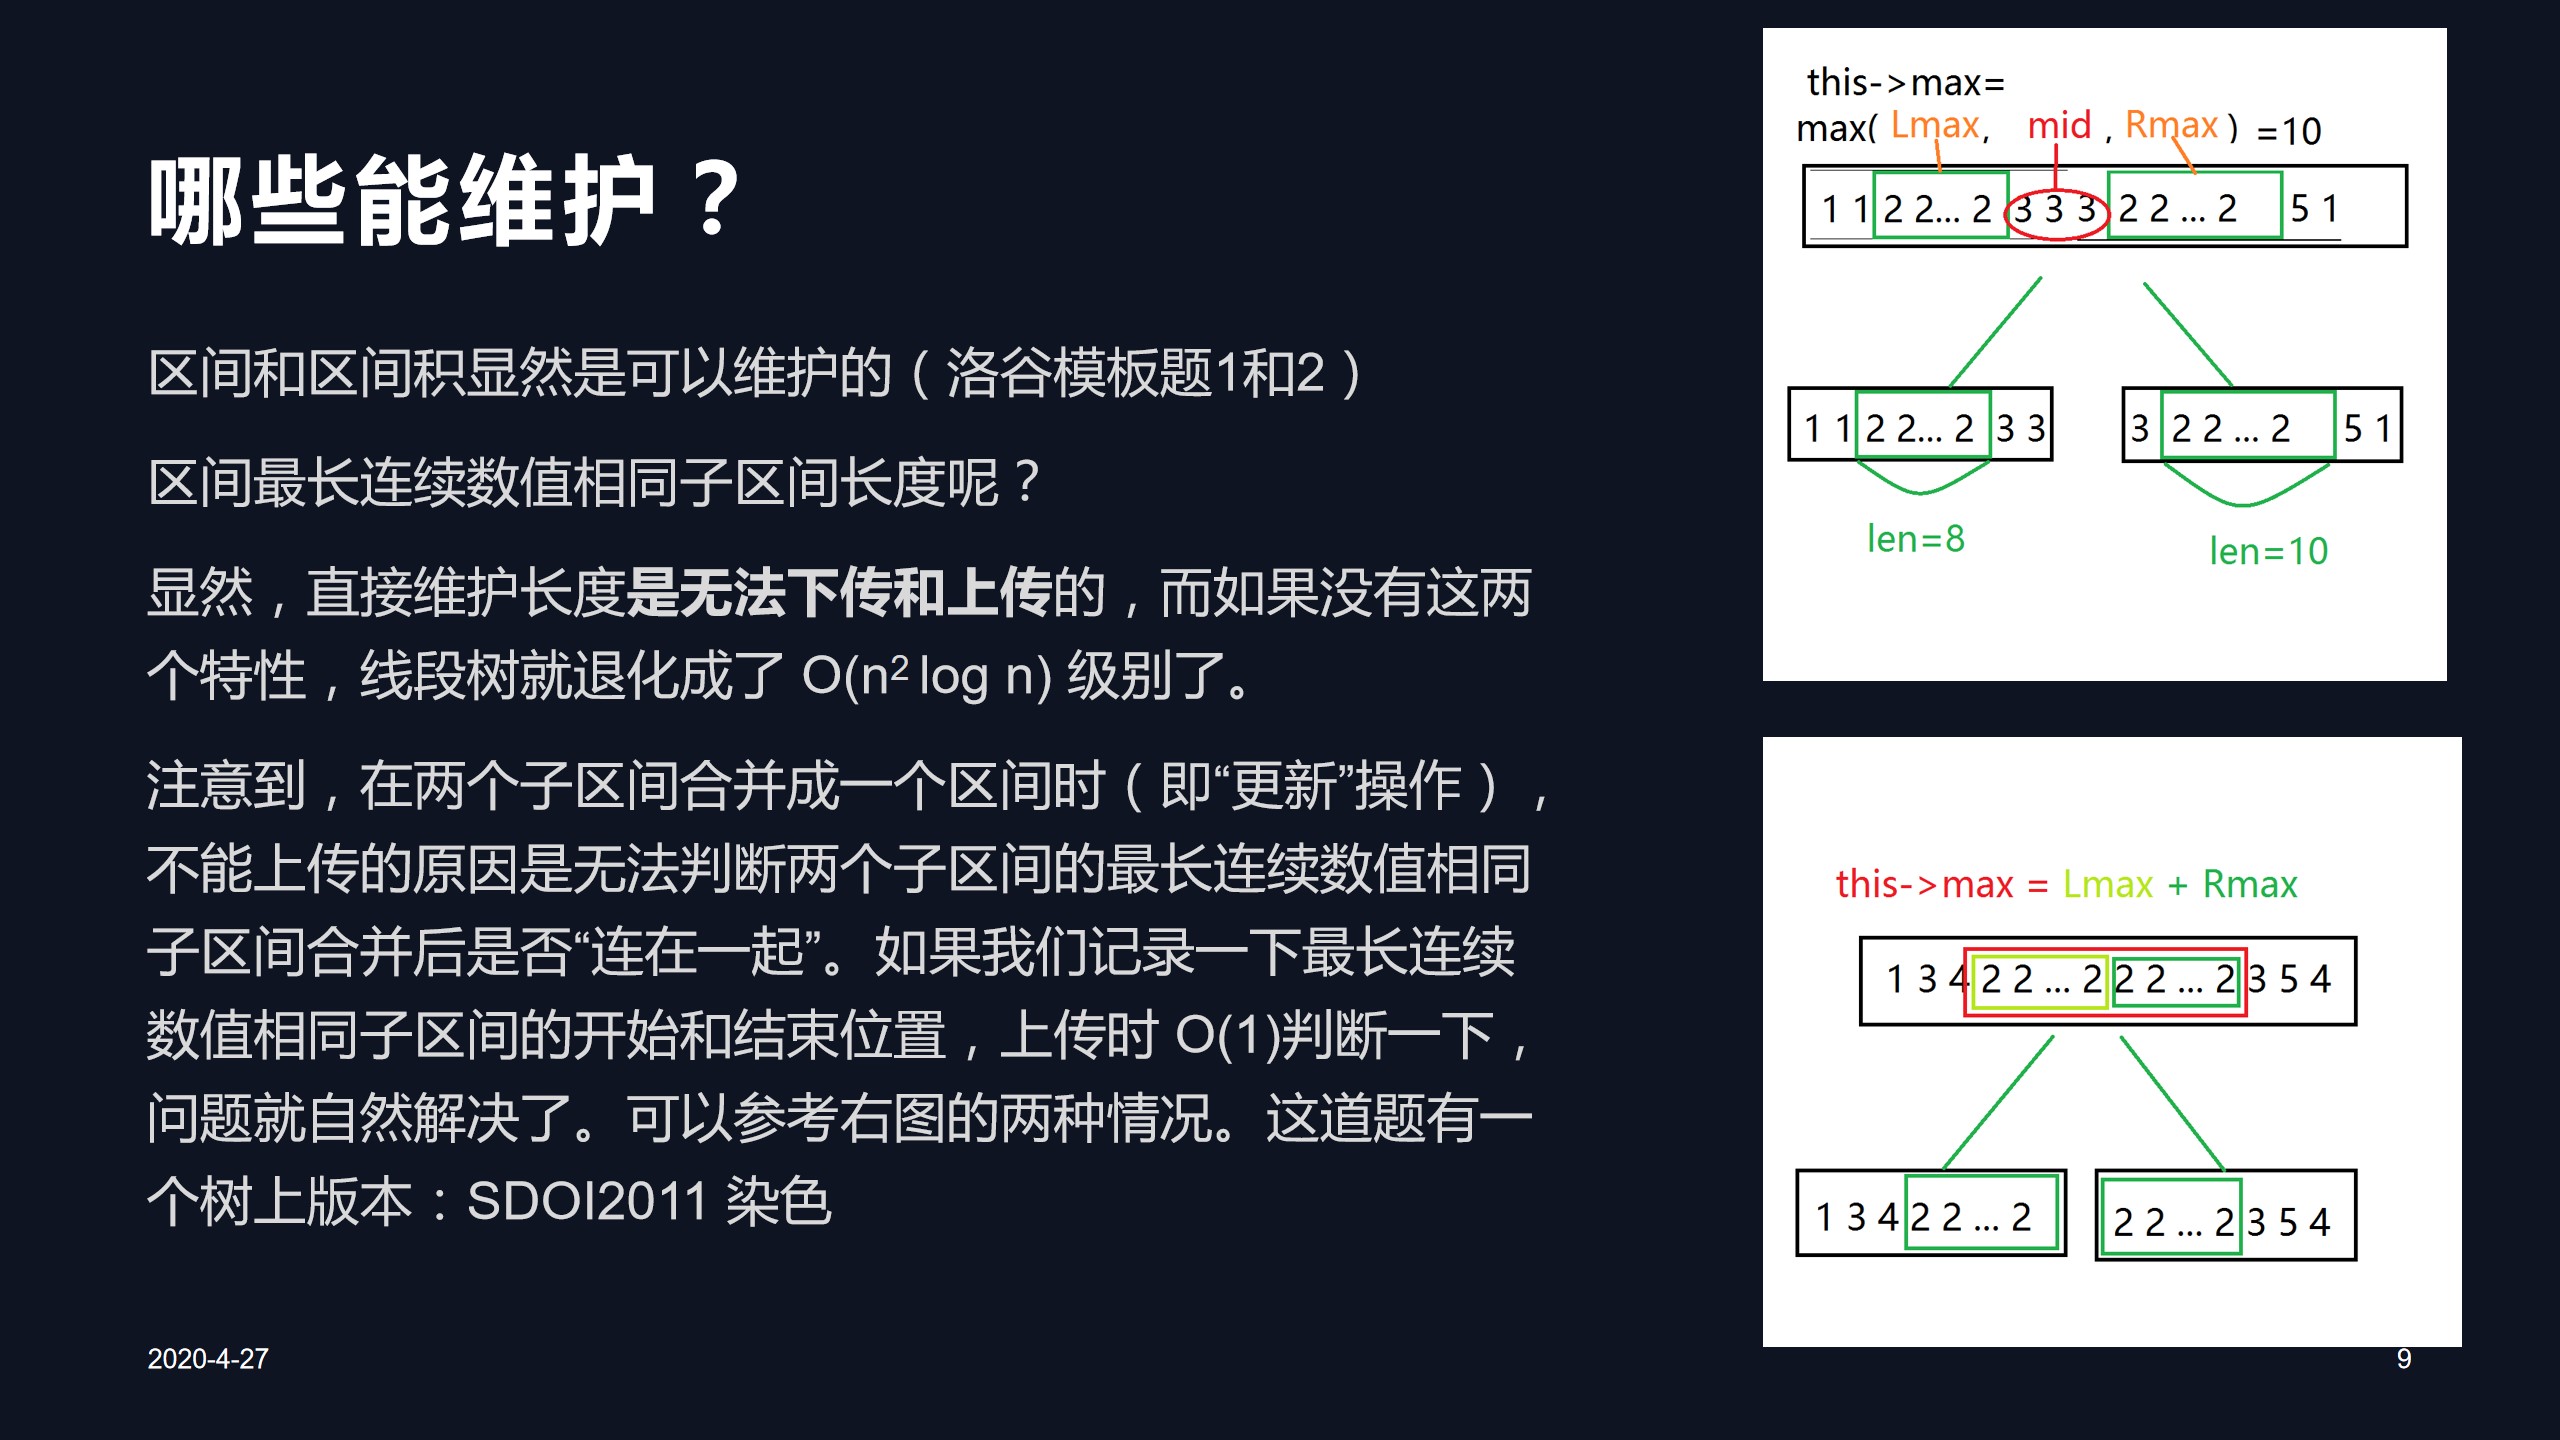 哪些能维护？
区间和区间积显然是可以维护的（洛谷模板题1和2）
区间最长连续数值相同子区间长度呢？
显然，直接维护长度是无法下传和上传的，而如果没有这两
个特性，线段树就退化成了 O(n² log n) 级别了。
注意到，在两个子区间合并成一个区间时（即“更新”操作），
不能上传的原因是无法判断两个子区间的最长连续数值相同
子区间合并后是否“连在一起”。如果我们记录一下最长连续
数值相同子区间的开始和结束位置，上传时 O(1)判断一下，
问题就自然解决了。可以参考右图的两种情况。这道题有一
个树上版本：SDOI2011 染色
this->max=
max( Lmax, mid , Rmax ) =10
1 1 2 2... 2 3 3 3 2 2 ... 2 5 1
1 1 2 2... 2 3 3
3 2 2 ... 2 5 1
len=8
len=10
this->max = Lmax + Rmax
1 3 4 2 2 ... 2 2 2 ... 2 3 5 4
1 3 4 2 2 ... 2
2 2 ... 2 3 5 4
2020-4-27
9